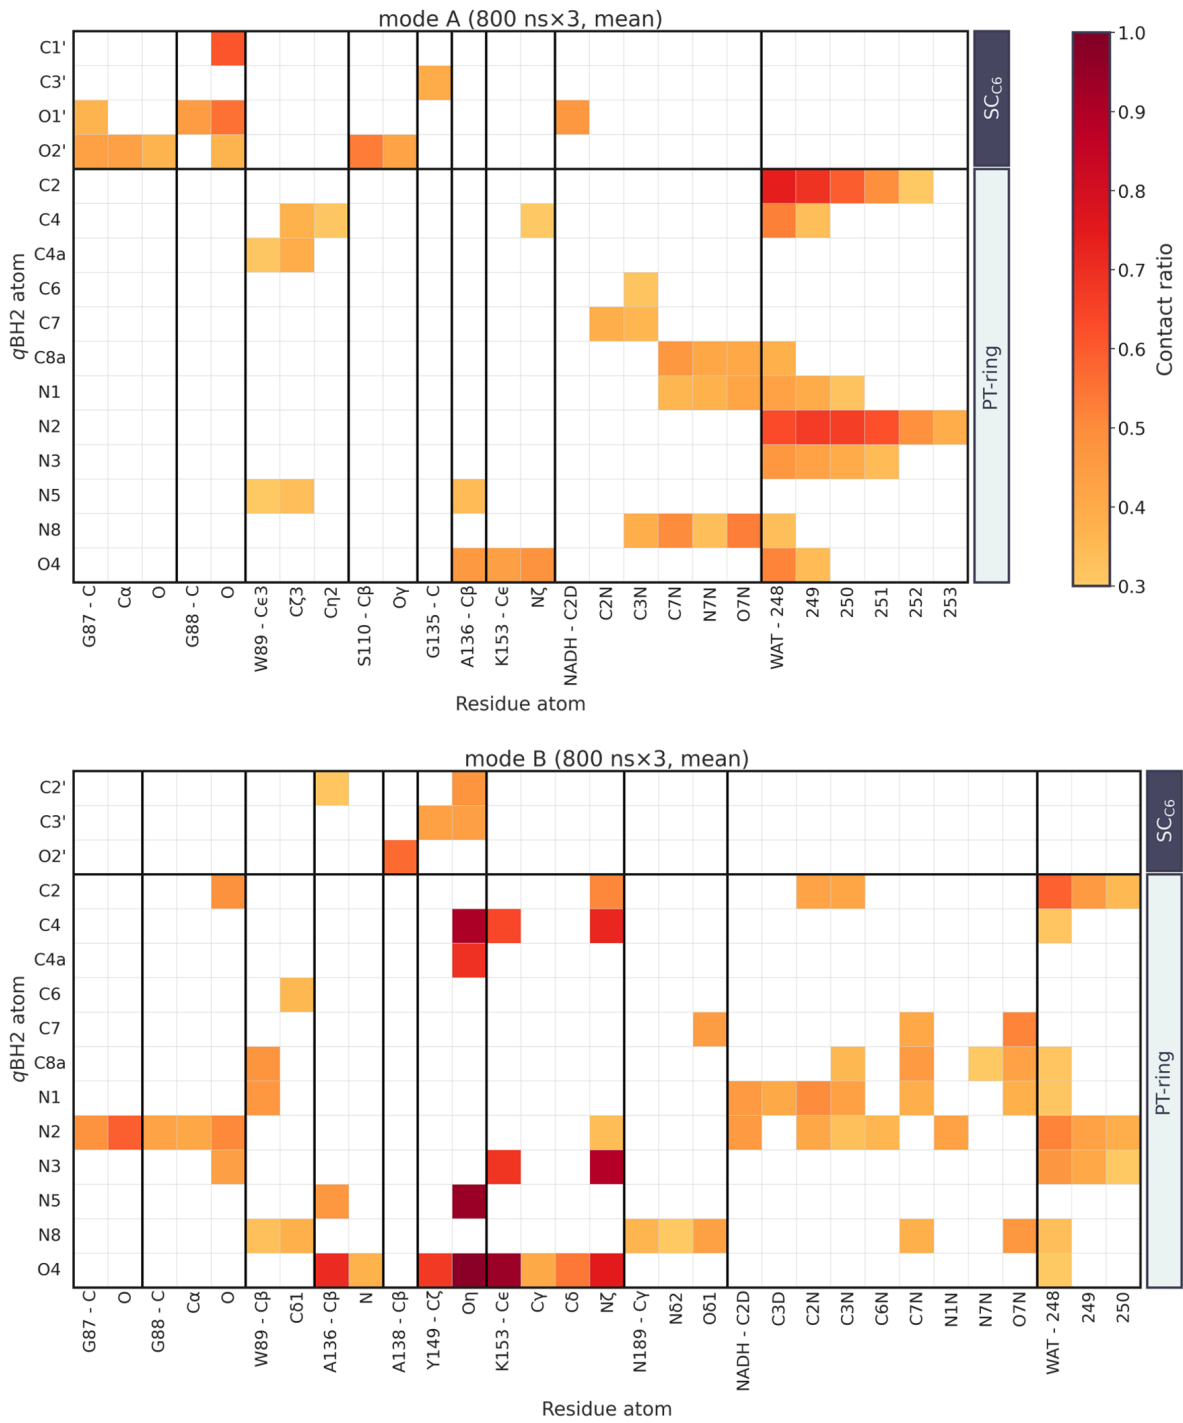 mode A (800 ns×3, mean)
C1'
C3'
O1'
O2'
C2
C4
C4a
C6
C7
C8a
N1
N2
N3
N5
N8
O4
qBH2 atom
SC_C6
PT-ring
G87 - C
Cα
O
G88 - C
O
W89 - Cϵ3
Cζ3
Cη2
S110 - Cβ
Oγ
G135 - C
A136 - Cβ
K153 - Cϵ
Nζ
NADH - C2D
C2N
C3N
C7N
N7N
O7N
WAT - 248
249
250
251
252
253
Residue atom
1.0
0.9
0.8
0.7
0.6
0.5
0.4
0.3
Contact ratio
mode B (800 ns×3, mean)
C2'
C3'
O2'
C2
C4
C4a
C6
C7
C8a
N1
N2
N3
N5
N8
O4
qBH2 atom
SC_C6
PT-ring
G87 - C
O
G88 - C
Cα
O
W89 - Cβ
Cδ1
A136 - Cβ
N
A138 - Cβ
Y149 - Cζ
Oη
K153 - Cϵ
Cγ
Cδ
Nζ
N189 - Cγ
Nδ2
Oδ1
NADH - C2D
C3D
C2N
C3N
C6N
C7N
N1N
N7N
O7N
WAT - 248
249
250
Residue atom